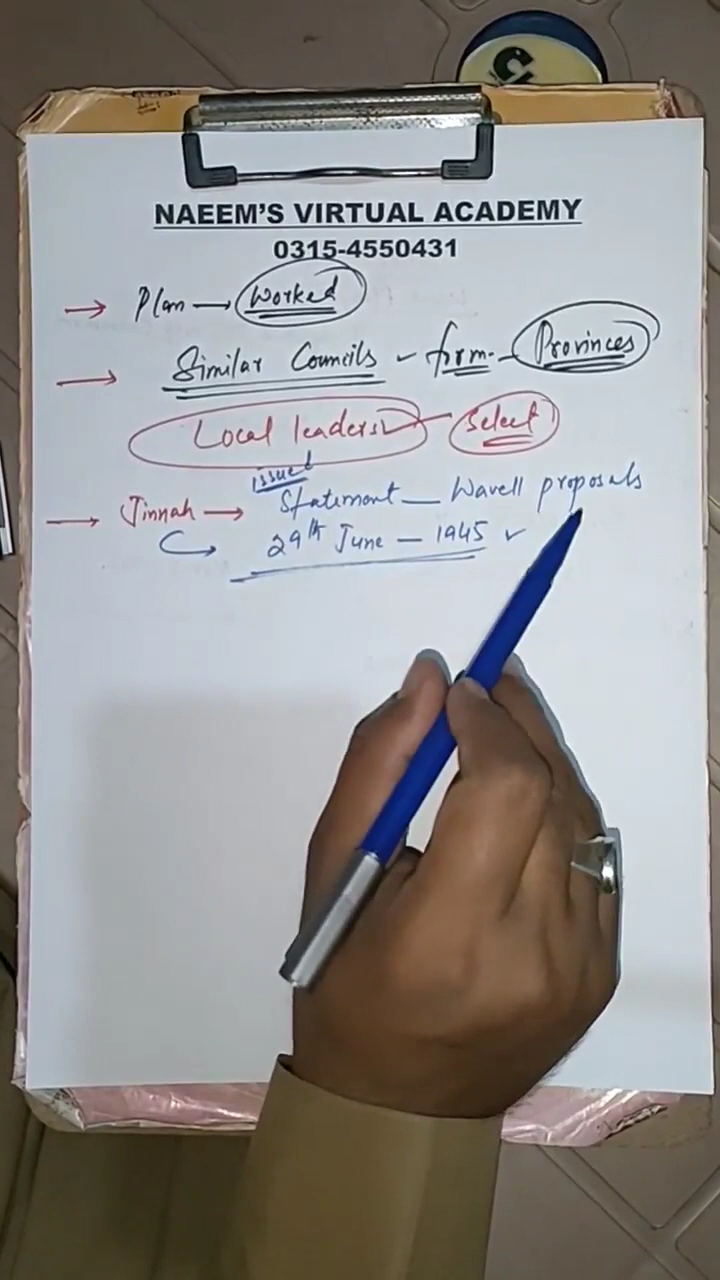 NAEEM'S VIRTUAL ACADEMY
0315-4550431
→ Plan → Worked
→ Similar Councils - form - Provinces
Local leaders - select
issued
→ Jinnah → Statement - Wavell proposals
29th June - 1945 ✓